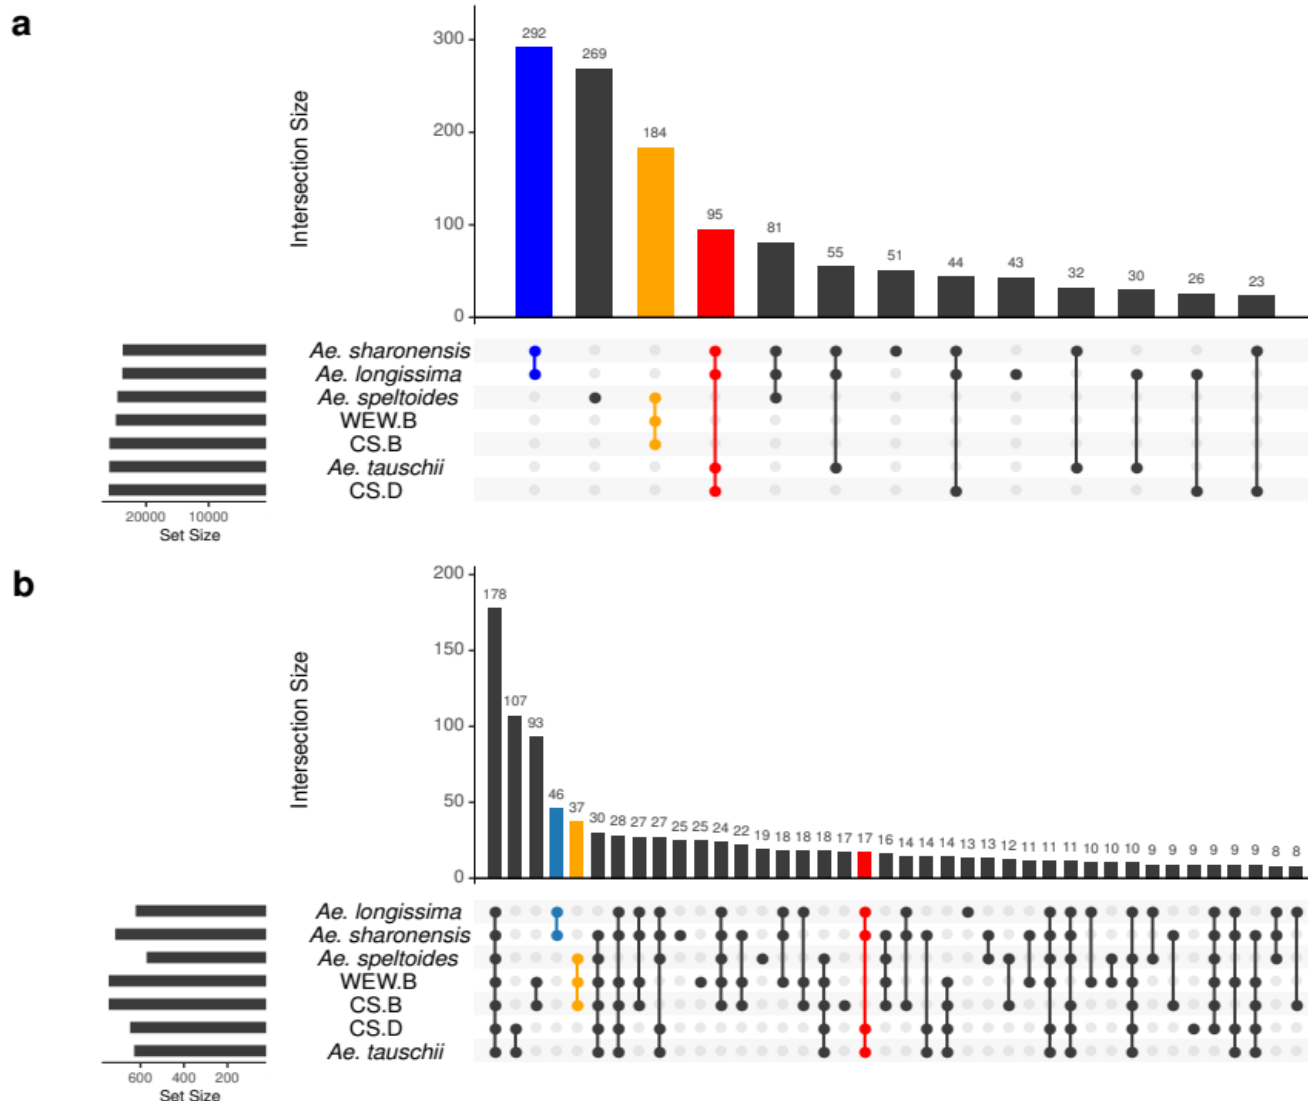 a
Intersection Size
300
200
100
0
292
269
184
95
81
55
51
44
43
32
30
26
23
Ae. sharonensis
Ae. longissima
Ae. speltoides
WEW.B
CS.B
Ae. tauschii
CS.D
20000 10000
Set Size
b
Intersection Size
200
150
100
50
0
178
107
93
46
37
30 28 27 27 25 25 24 22 19 18 18 18 17 17 16 14 14 14 13 13 12 11 11 11 10 10 10 9 9 9 9 9 9 8 8
Ae. longissima
Ae. sharonensis
Ae. speltoides
WEW.B
CS.B
CS.D
Ae. tauschii
600 400 200
Set Size